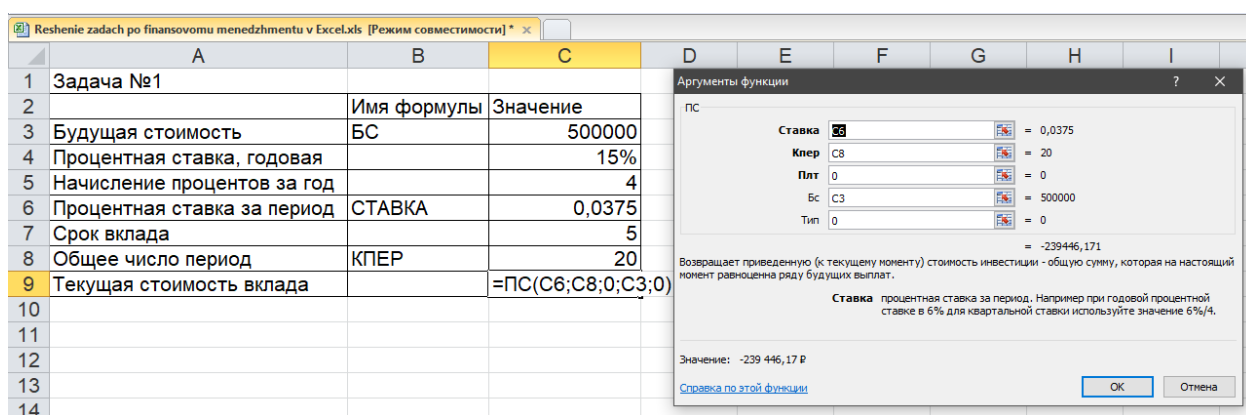 Reshenie zadach po finansovomu menedzhmentu v Excel.xls [Режим совместимости] *
A B C D E F G H I
1 Задача №1
2 Имя формулы Значение
3 Будущая стоимость БС 500000
4 Процентная ставка, годовая 15%
5 Начисление процентов за год 4
6 Процентная ставка за период СТАВКА 0,0375
7 Срок вклада 5
8 Общее число период КПЕР 20
9 Текущая стоимость вклада =ПС(C6;C8;0;C3;0)
10
11
12
13
14
Аргументы функции ?
ПС
Ставка C6 = 0,0375
Кпер C8 = 20
Плт 0 = 0
Бс C3 = 500000
Тип 0 = 0
= -239446,171
Возвращает приведенную (к текущему моменту) стоимость инвестиции - общую сумму, которая на настоящий
момент равноценна ряду будущих выплат.
Ставка процентная ставка за период. Например при годовой процентной
ставке в 6% для квартальной ставки используйте значение 6%/4.
Значение: -239 446,17 ₽
Справка по этой функции
ОК Отмена